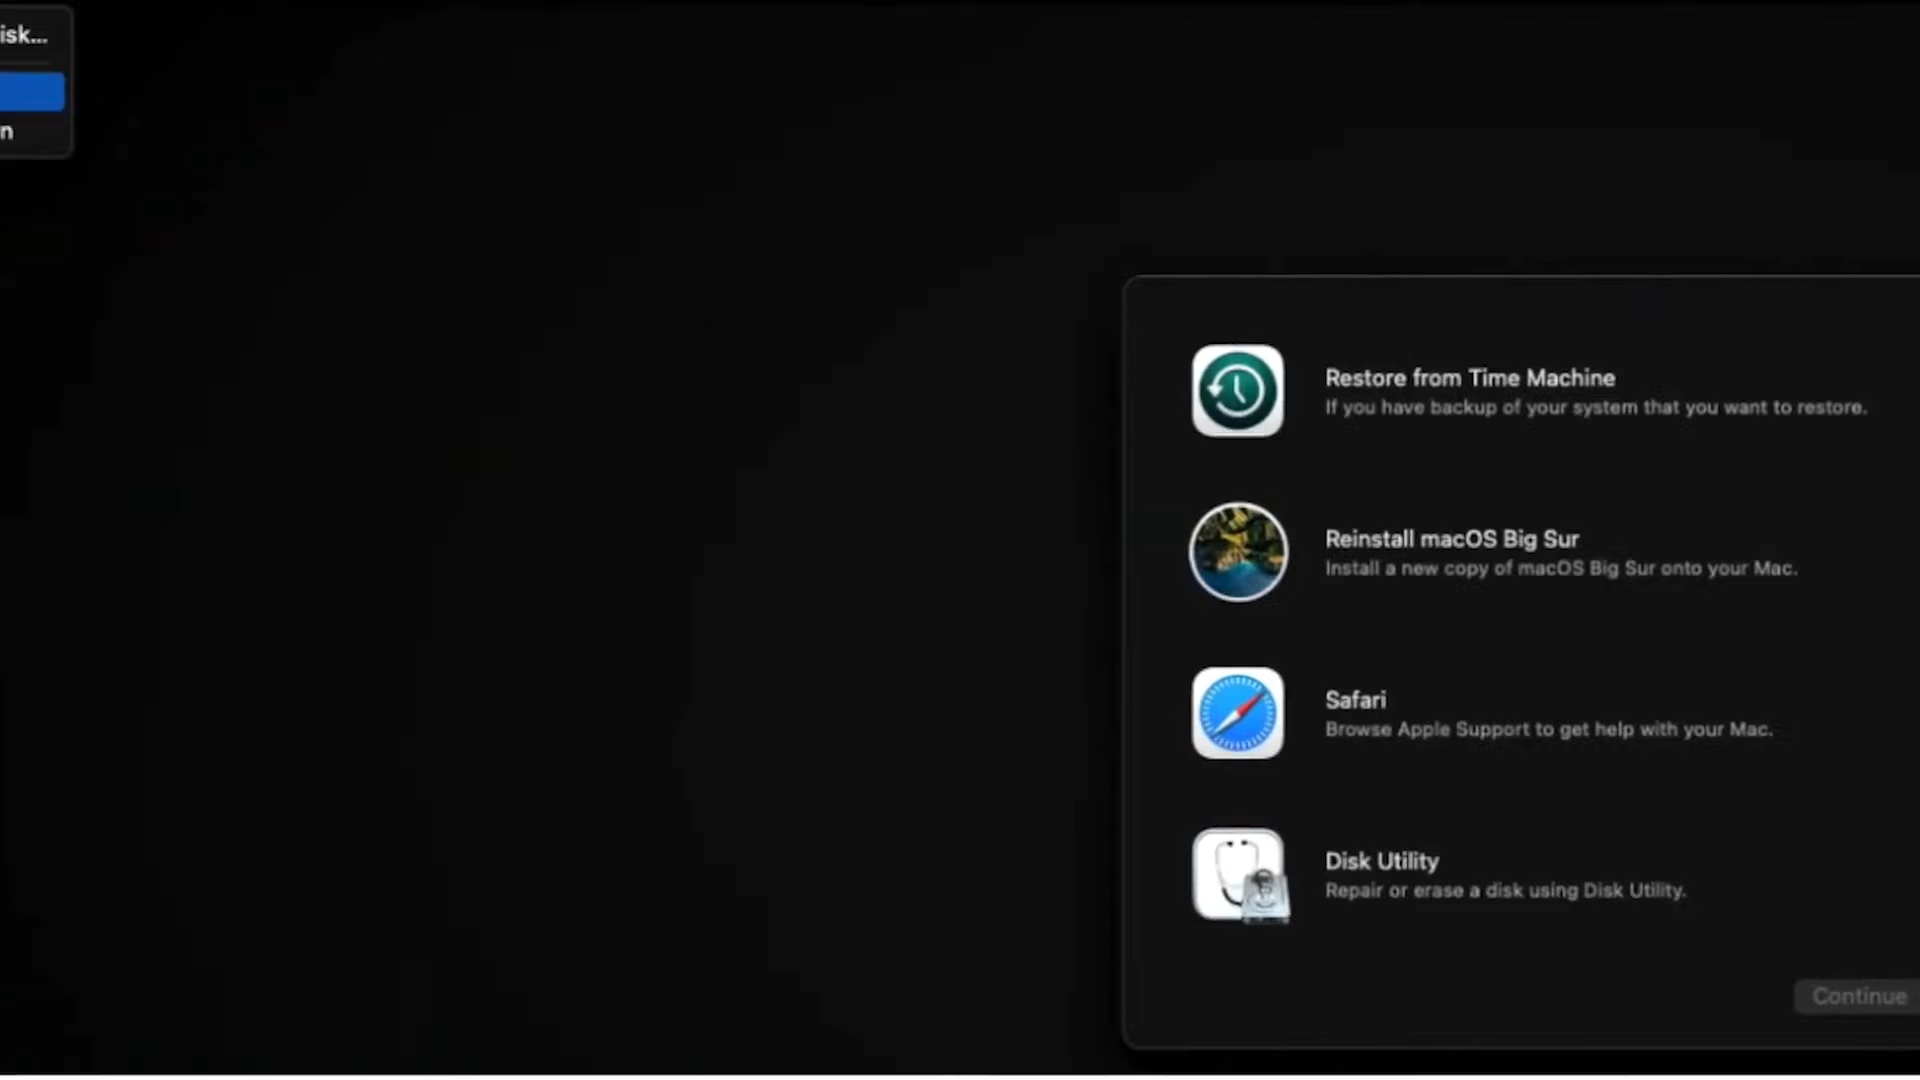 isk...
n
Restore from Time Machine
If you have backup of your system that you want to restore.
Reinstall macOS Big Sur
Install a new copy of macOS Big Sur onto your Mac.
Safari
Browse Apple Support to get help with your Mac.
Disk Utility
Repair or erase a disk using Disk Utility.
Continue